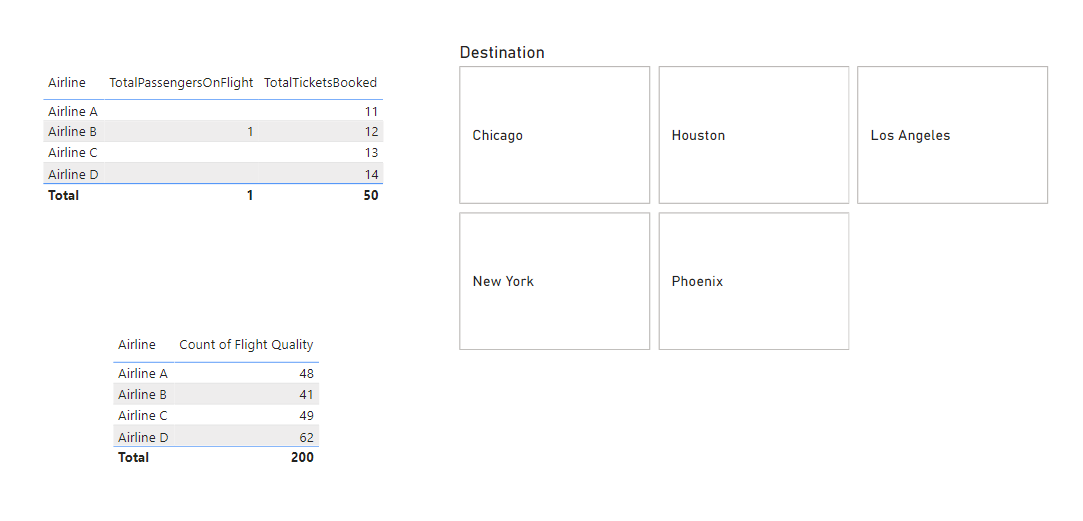 Airline TotalPassengersOnFlight TotalTicketsBooked
Airline A 11
Airline B 1 12
Airline C 13
Airline D 14
Total 1 50
Destination
Chicago Houston Los Angeles
New York Phoenix
Airline Count of Flight Quality
Airline A 48
Airline B 41
Airline C 49
Airline D 62
Total 200